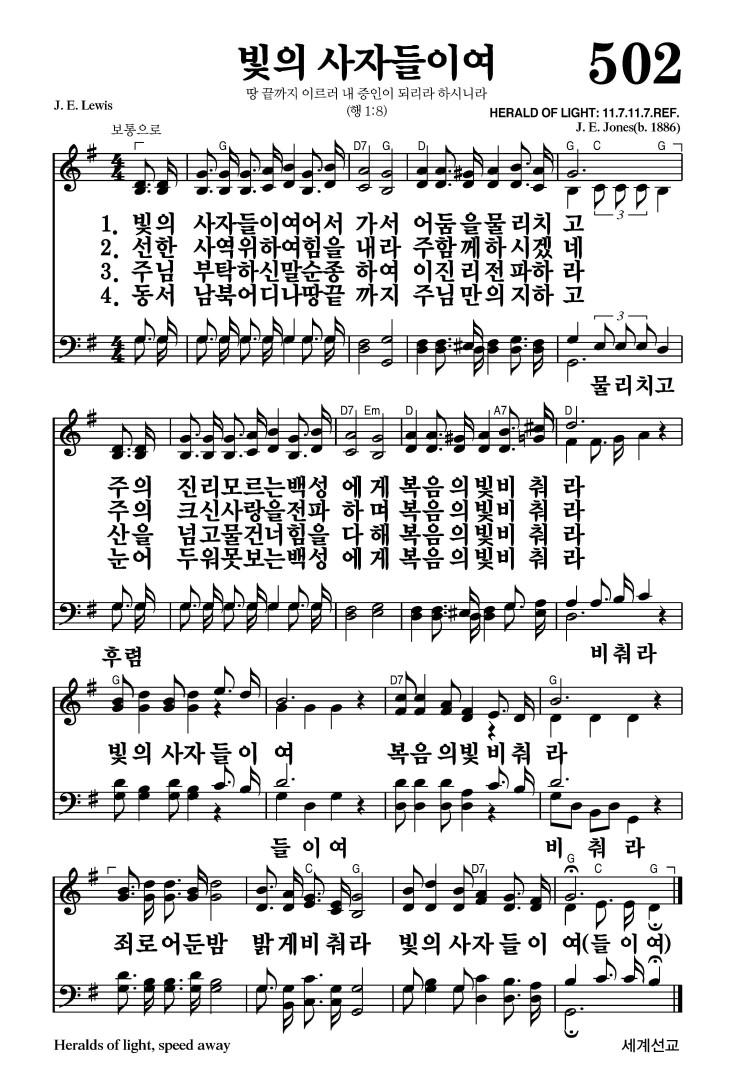 빛의 사자들이여 502
땅 끝까지 이르러 내 증인이 되리라 하시니라
(행 1:8)
J. E. Lewis
HERALD OF LIGHT: 11.7.11.7.REF.
J. E. Jones(b. 1886)
보통으로
G D7 G D G C G
3
1. 빛의 사자들이여어서 가서 어둠을물리치 고
2. 선한 사역위하여힘을 내라 주함께하시겠 네
3. 주님 부탁하신말순종 하여 이진리전파하 라
4. 동서 남북어디나땅끝 까지 주님만의지하 고
3
물리치고
D7 Em D A7 D
주의 진리모르는백성 에게 복음의빛비 춰 라
주의 크신사랑을전파 하며 복음의빛비 춰 라
산을 넘고물건너힘을 다해 복음의빛비 춰 라
눈어 두워못보는백성 에게 복음의빛비 춰 라
후렴 비춰라
G G D7 G
빛의 사자들이 여 복음의빛비춰 라
들이여 비 춰 라
C G D7 G C G
죄로어둔밤 밝게비춰라 빛의사자들이 여(들 이 여)
Heralds of light, speed away 세계선교